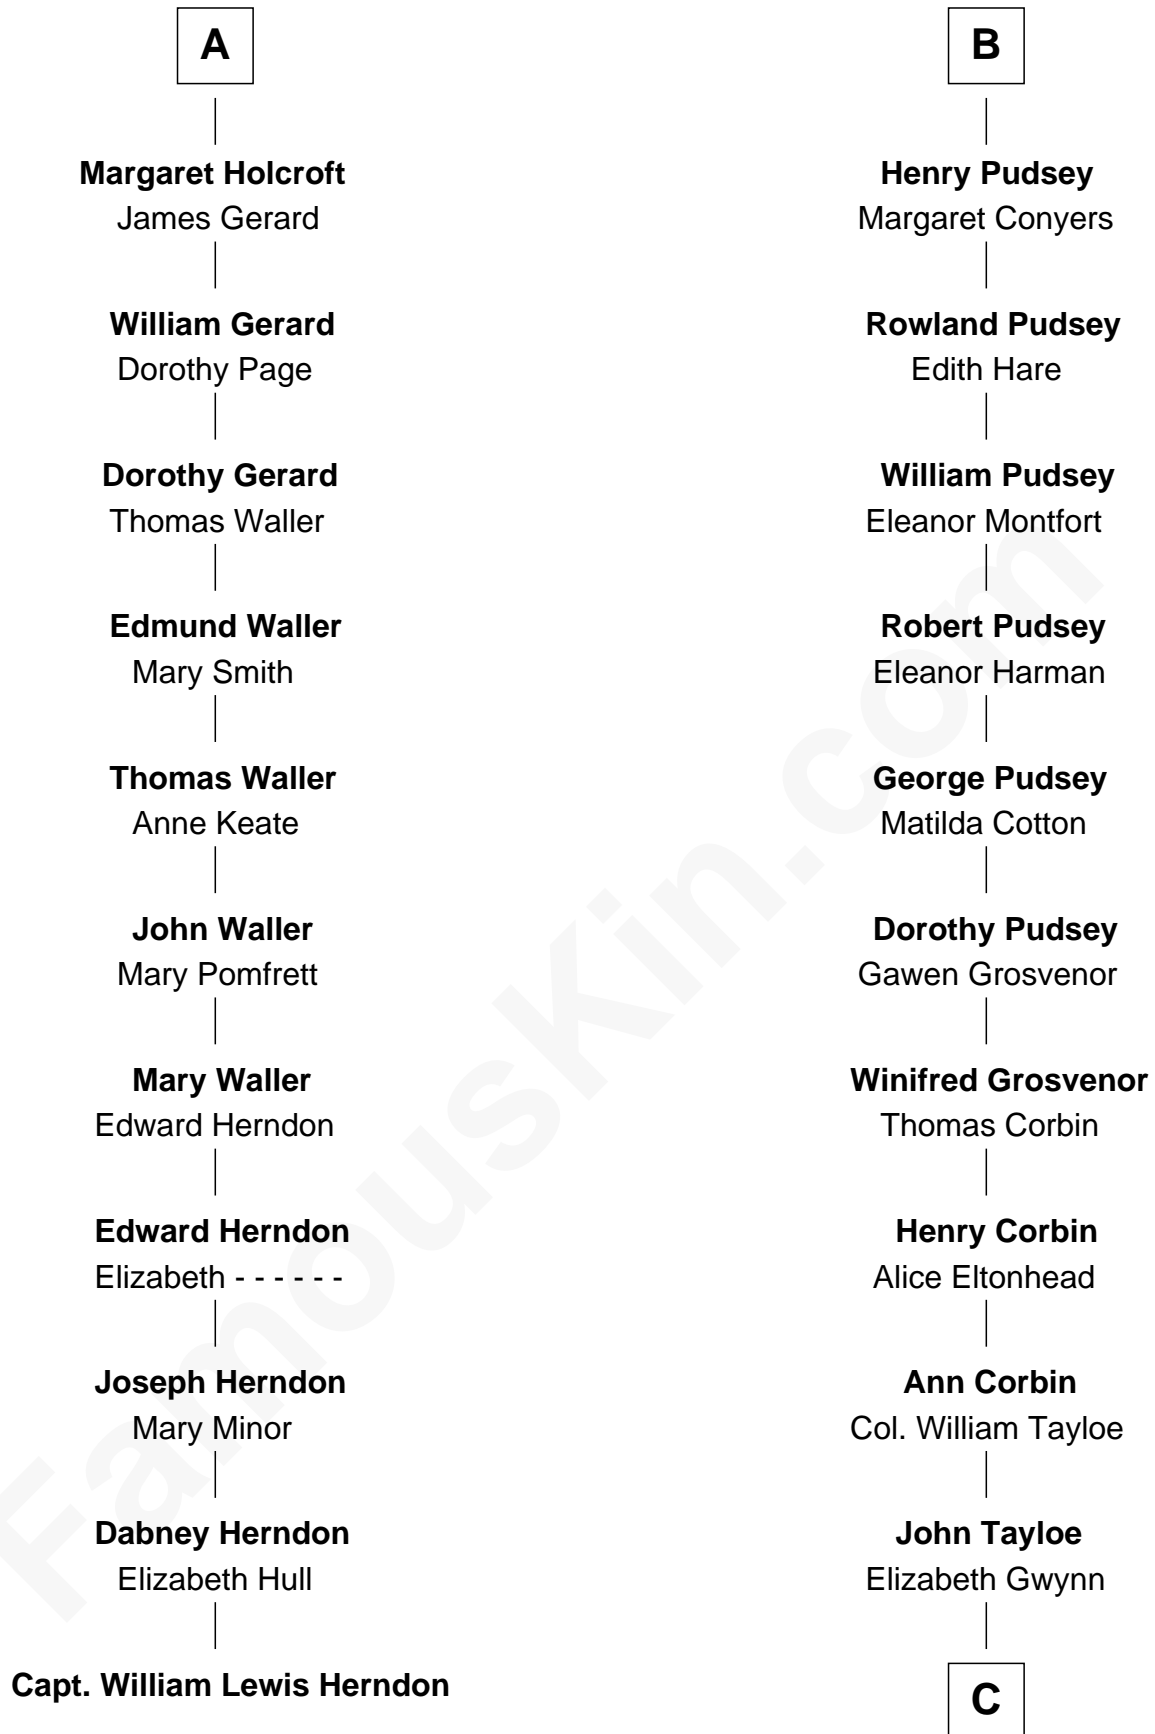 A
Margaret Holcroft
James Gerard
William Gerard
Dorothy Page
Dorothy Gerard
Thomas Waller
Edmund Waller
Mary Smith
Thomas Waller
Anne Keate
John Waller
Mary Pomfrett
Mary Waller
Edward Herndon
Edward Herndon
Elizabeth - - - - - -
Joseph Herndon
Mary Minor
Dabney Herndon
Elizabeth Hull
Capt. William Lewis Herndon
B
Henry Pudsey
Margaret Conyers
Rowland Pudsey
Edith Hare
William Pudsey
Eleanor Montfort
Robert Pudsey
Eleanor Harman
George Pudsey
Matilda Cotton
Dorothy Pudsey
Gawen Grosvenor
Winifred Grosvenor
Thomas Corbin
Henry Corbin
Alice Eltonhead
Ann Corbin
Col. William Tayloe
John Tayloe
Elizabeth Gwynn
C
FamousKin.com